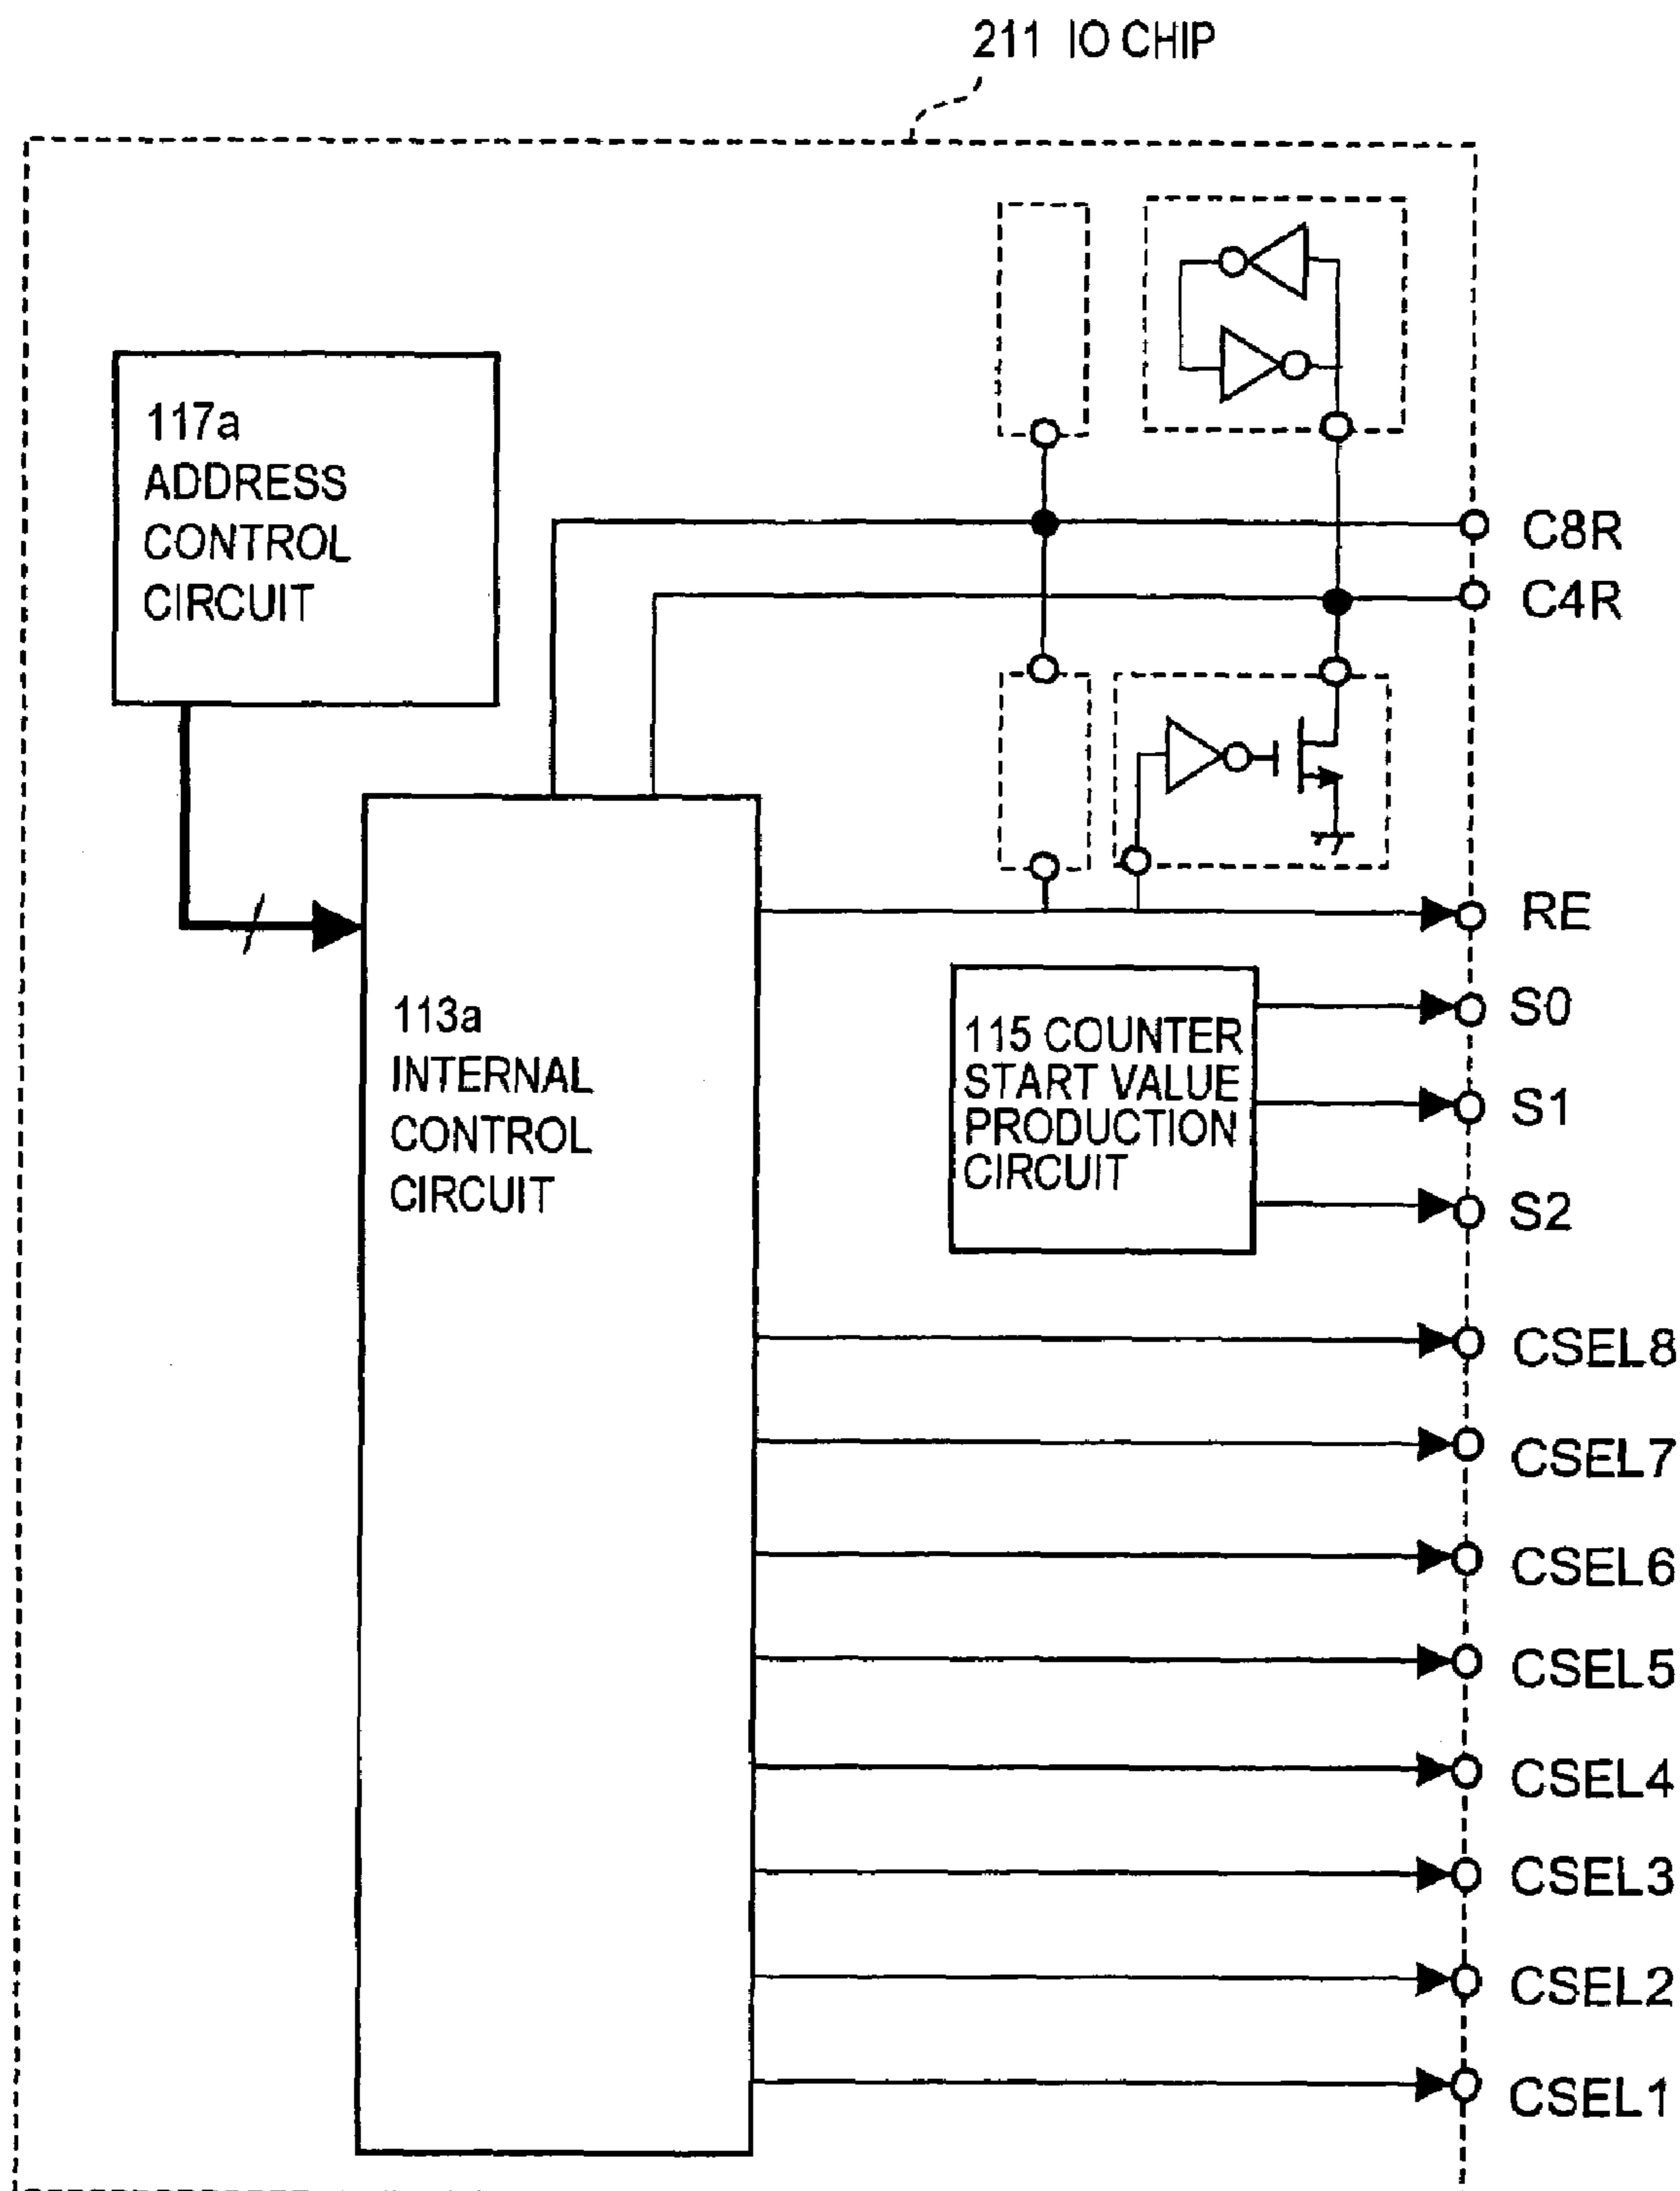 211 IO CHIP
117a
ADDRESS
CONTROL
CIRCUIT
C8R
C4R
RE
113a
INTERNAL
CONTROL
CIRCUIT
115 COUNTER
START VALUE
PRODUCTION
CIRCUIT
S0
S1
S2
CSEL8
CSEL7
CSEL6
CSEL5
CSEL4
CSEL3
CSEL2
CSEL1